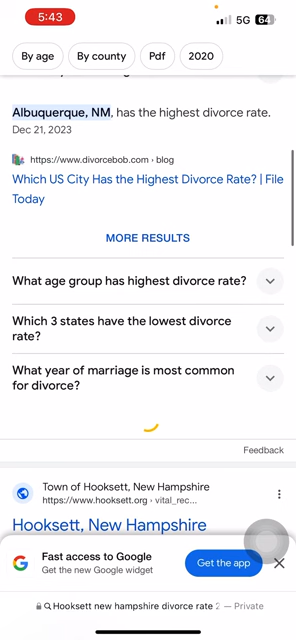 5:43
5G 64
By age
By county
Pdf
2020
Albuquerque, NM, has the highest divorce rate.
Dec 21, 2023
https://www.divorcebob.com › blog
Which US City Has the Highest Divorce Rate? | File
Today
MORE RESULTS
What age group has highest divorce rate?
Which 3 states have the lowest divorce
rate?
What year of marriage is most common
for divorce?
Feedback
Town of Hooksett, New Hampshire
https://www.hooksett.org › vital_rec...
Hooksett, New Hampshire
Fast access to Google
Get the new Google widget
Get the app
Hooksett new hampshire divorce rate 2 — Private